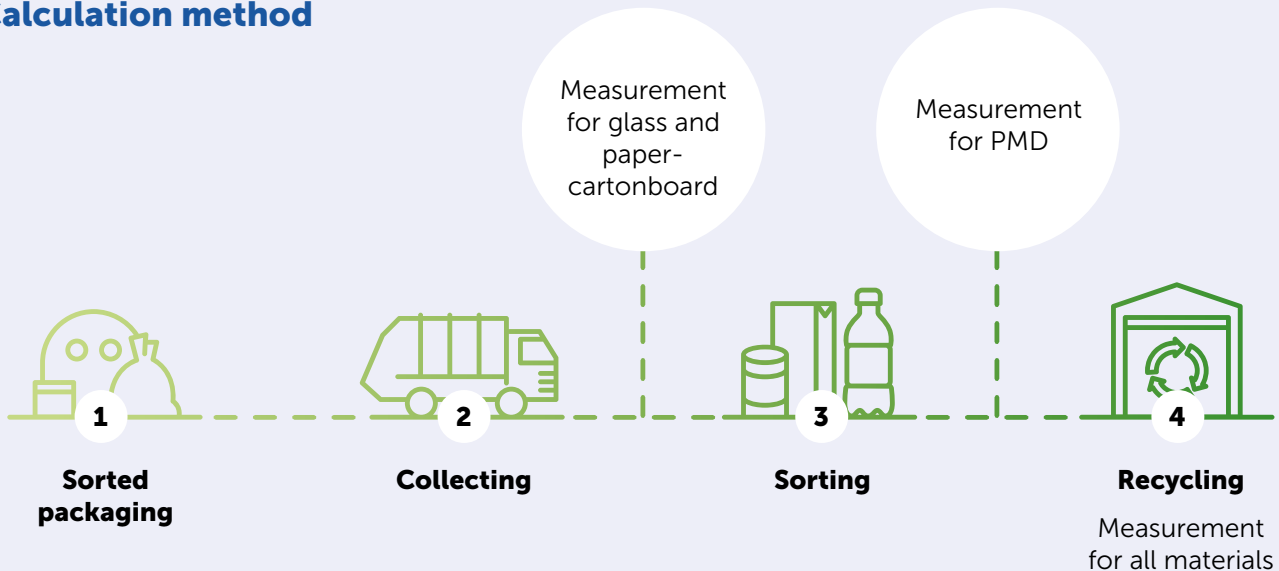 Calculation method
Measurement
for glass and
paper-
cartonboard
Measurement
for PMD
1
2
3
4
Sorted
packaging
Collecting
Sorting
Recycling
Measurement
for all materials